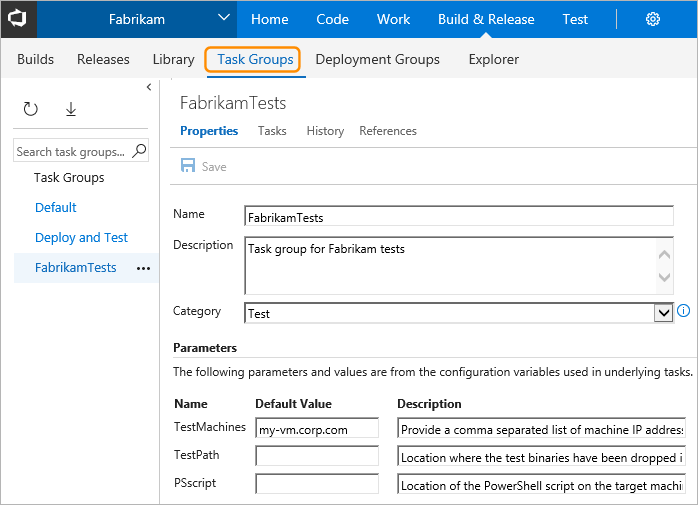 Fabrikam Home Code Work Build & Release Test
Builds Releases Library Task Groups Deployment Groups Explorer
FabrikamTests
Properties Tasks History References
Search task groups...
Save
Task Groups
Default
Deploy and Test
FabrikamTests ...
Name FabrikamTests
Description Task group for Fabrikam tests
Category Test
Parameters
The following parameters and values are from the configuration variables used in underlying tasks.
Name Default Value Description
TestMachines my-vm.corp.com Provide a comma separated list of machine IP address
TestPath Location where the test binaries have been dropped i
PSscript Location of the PowerShell script on the target machi